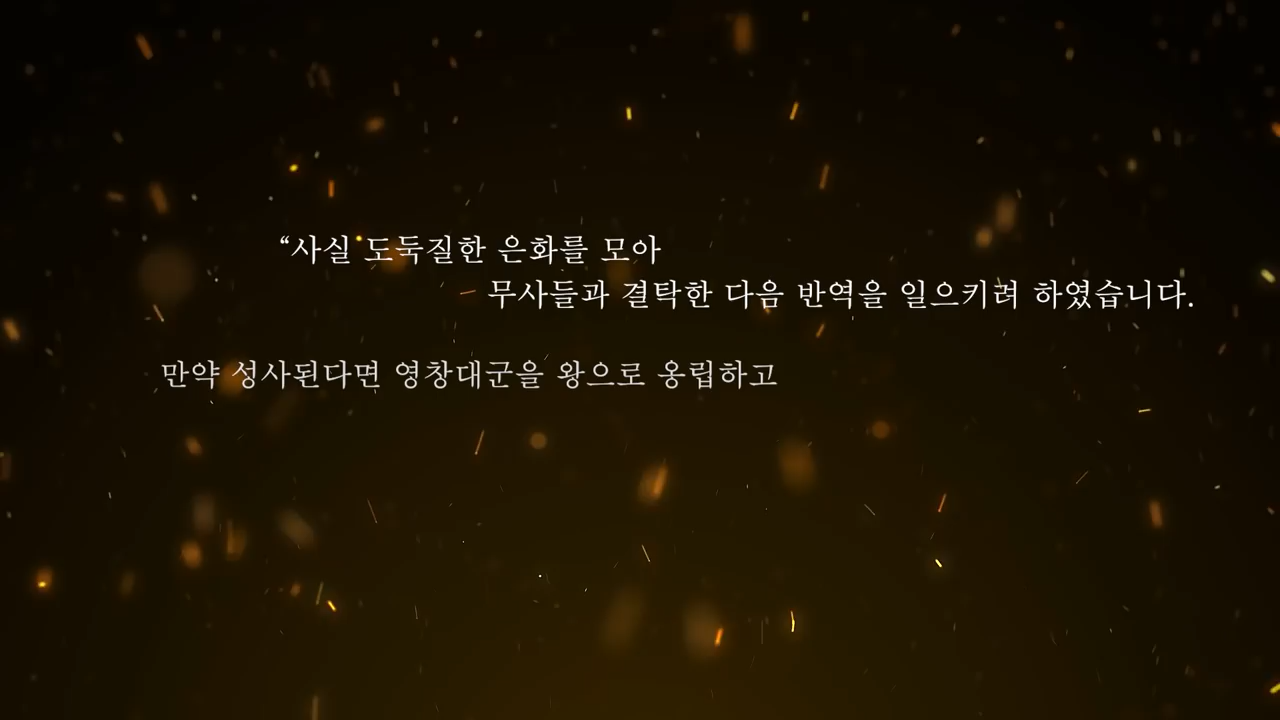 “사실 도둑질한 은화를 모아
무사들과 결탁한 다음 반역을 일으키려 하였습니다.
만약 성사된다면 영창대군을 왕으로 옹립하고